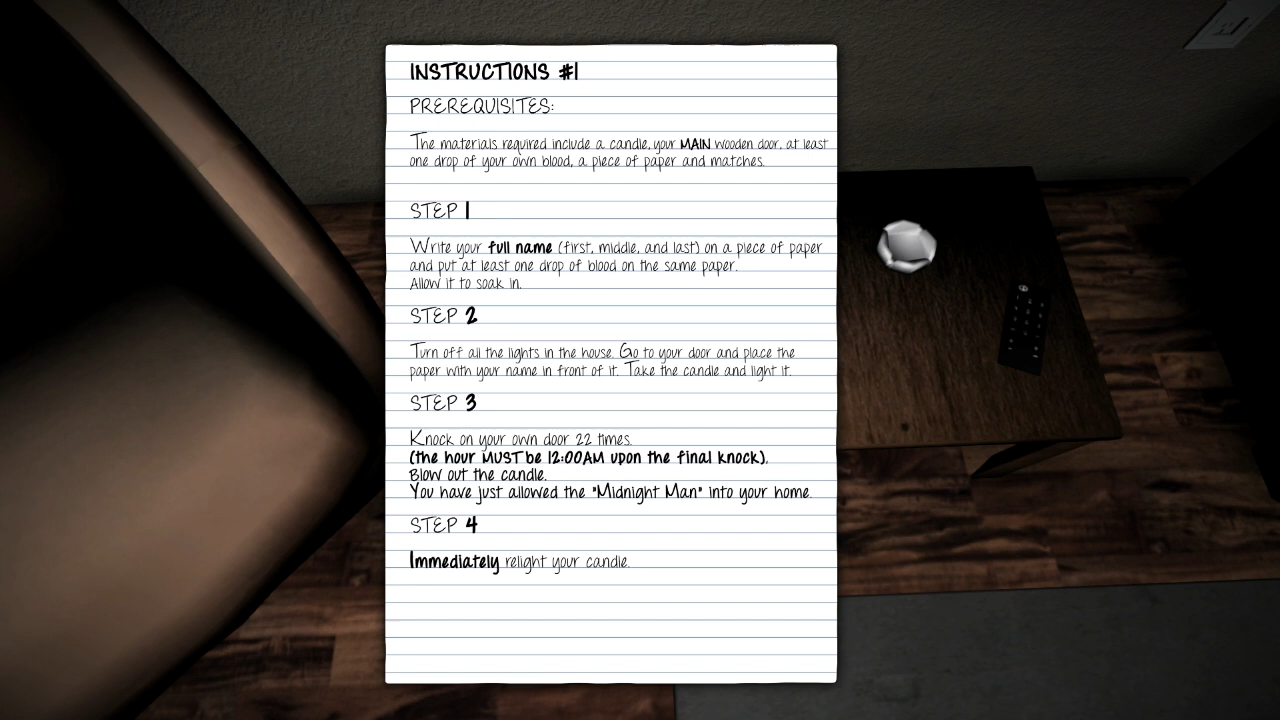 INSTRUCTIONS #1
PREREQUISITES:
The materials required include a candle, your MAIN wooden door, at least
one drop of your own blood, a piece of paper and matches.
STEP 1
Write your full name (first, middle, and last) on a piece of paper
and put at least one drop of blood on the same paper.
Allow it to soak in.
STEP 2
Turn off all the lights in the house. Go to your door and place the
paper with your name in front of it. Take the candle and light it.
STEP 3
Knock on your own door 22 times.
(the hour MUST be 12:00AM upon the final knock).
Blow out the candle.
You have just allowed the "Midnight Man" into your home.
STEP 4
Immediately relight your candle.